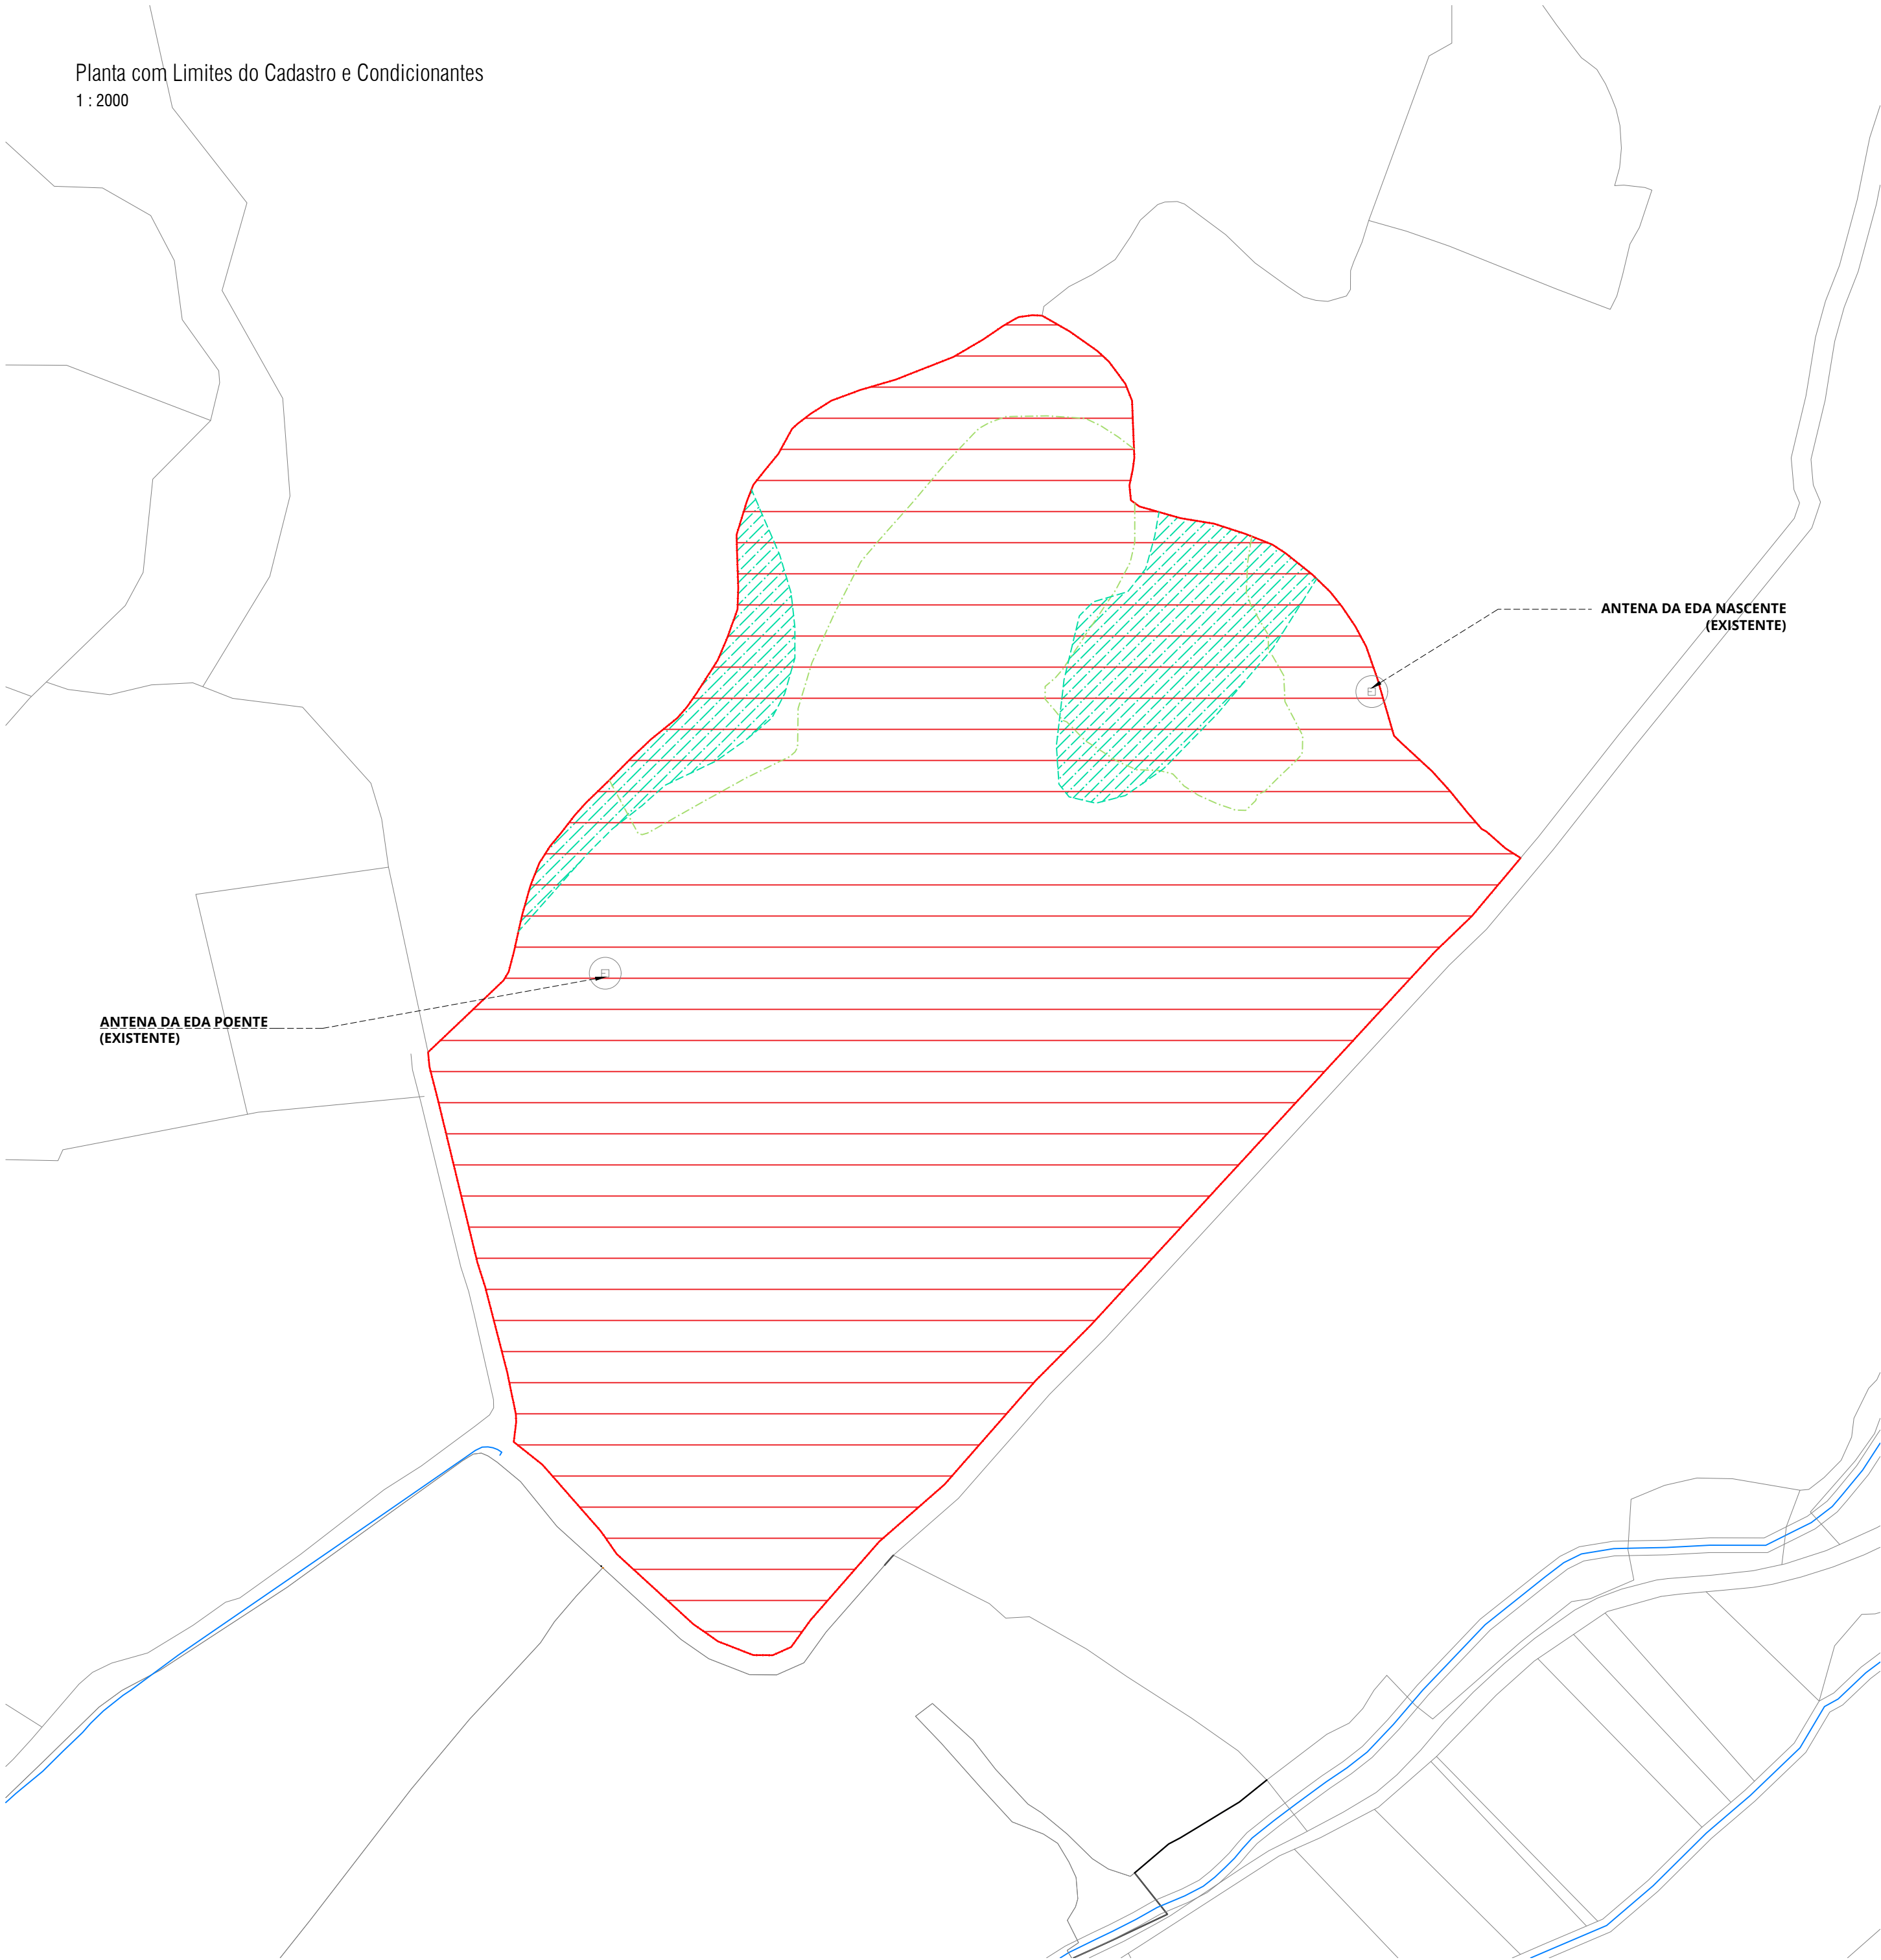 Planta com Limites do Cadastro e Condicionantes
1 : 2000
ANTENA DA EDA NASCENTE
(EXISTENTE)
ANTENA DA EDA POENTE
(EXISTENTE)